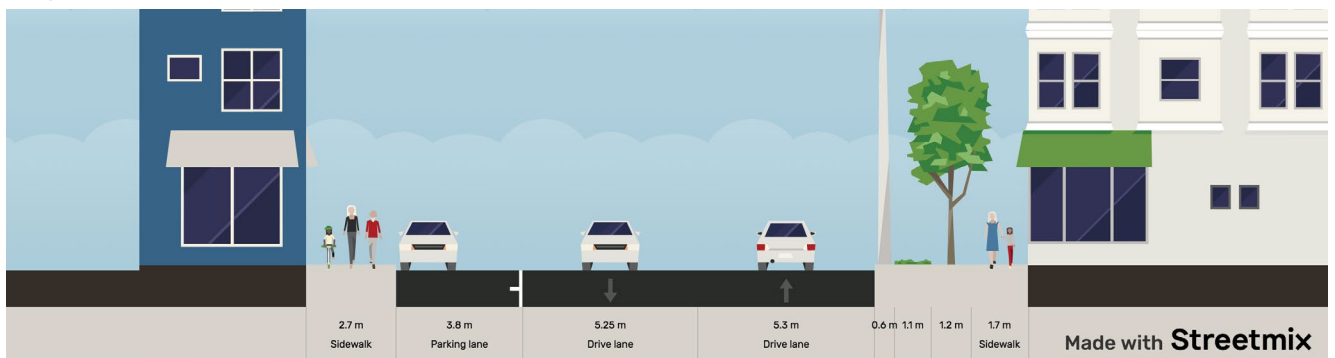 2.7 m
Sidewalk
3.8 m
Parking lane
5.25 m
Drive lane
5.3 m
Drive lane
0.6 m
1.1 m
1.2 m
1.7 m
Sidewalk
Made with Streetmix